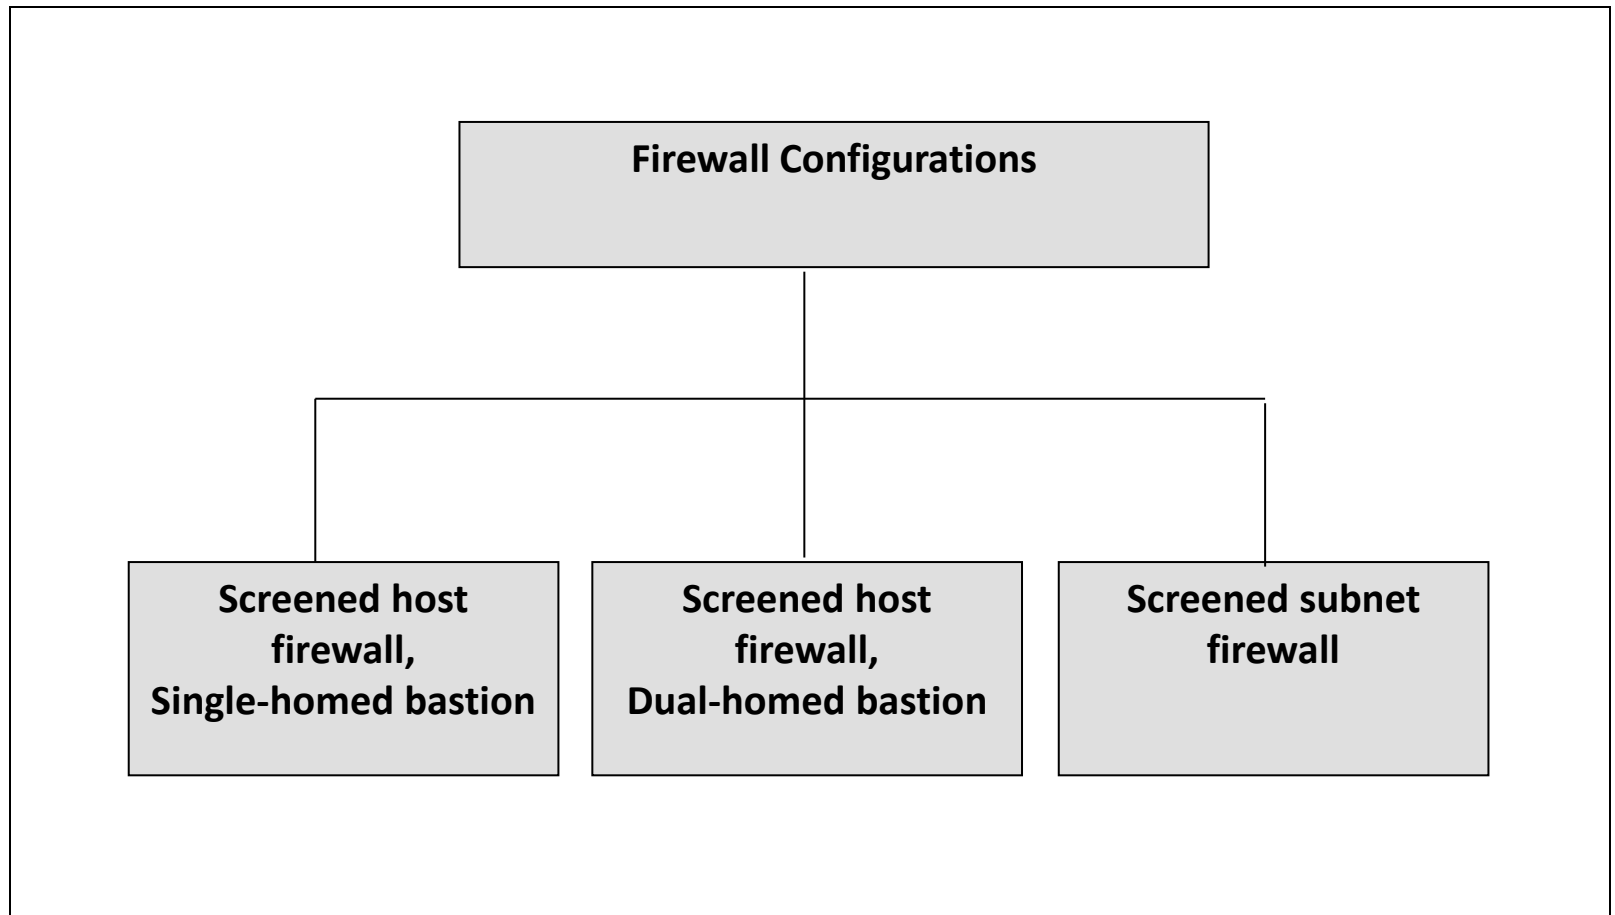 Firewall Configurations
Screened host
firewall,
Single-homed bastion
Screened host
firewall,
Dual-homed bastion
Screened subnet
firewall